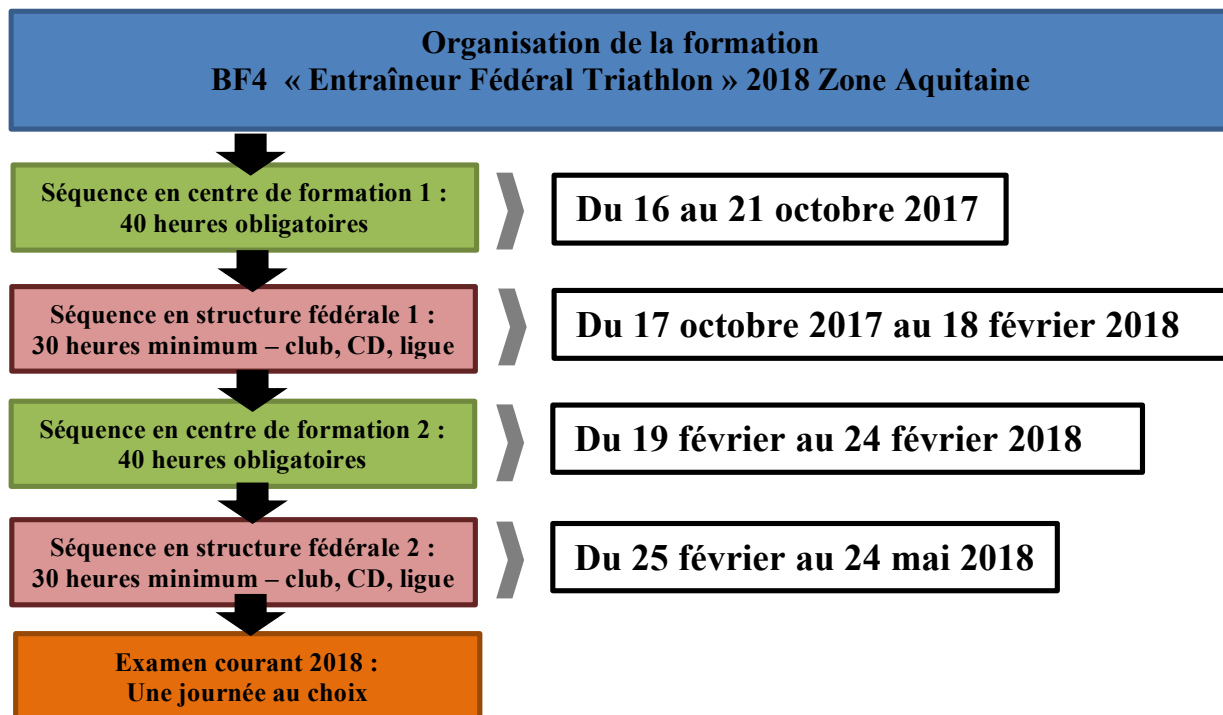 Organisation de la formation
BF4 « Entraîneur Fédéral Triathlon » 2018 Zone Aquitaine
Séquence en centre de formation 1 :
40 heures obligatoires
Du 16 au 21 octobre 2017
Séquence en structure fédérale 1 :
30 heures minimum – club, CD, ligue
Du 17 octobre 2017 au 18 février 2018
Séquence en centre de formation 2 :
40 heures obligatoires
Du 19 février au 24 février 2018
Séquence en structure fédérale 2 :
30 heures minimum – club, CD, ligue
Du 25 février au 24 mai 2018
Examen courant 2018 :
Une journée au choix